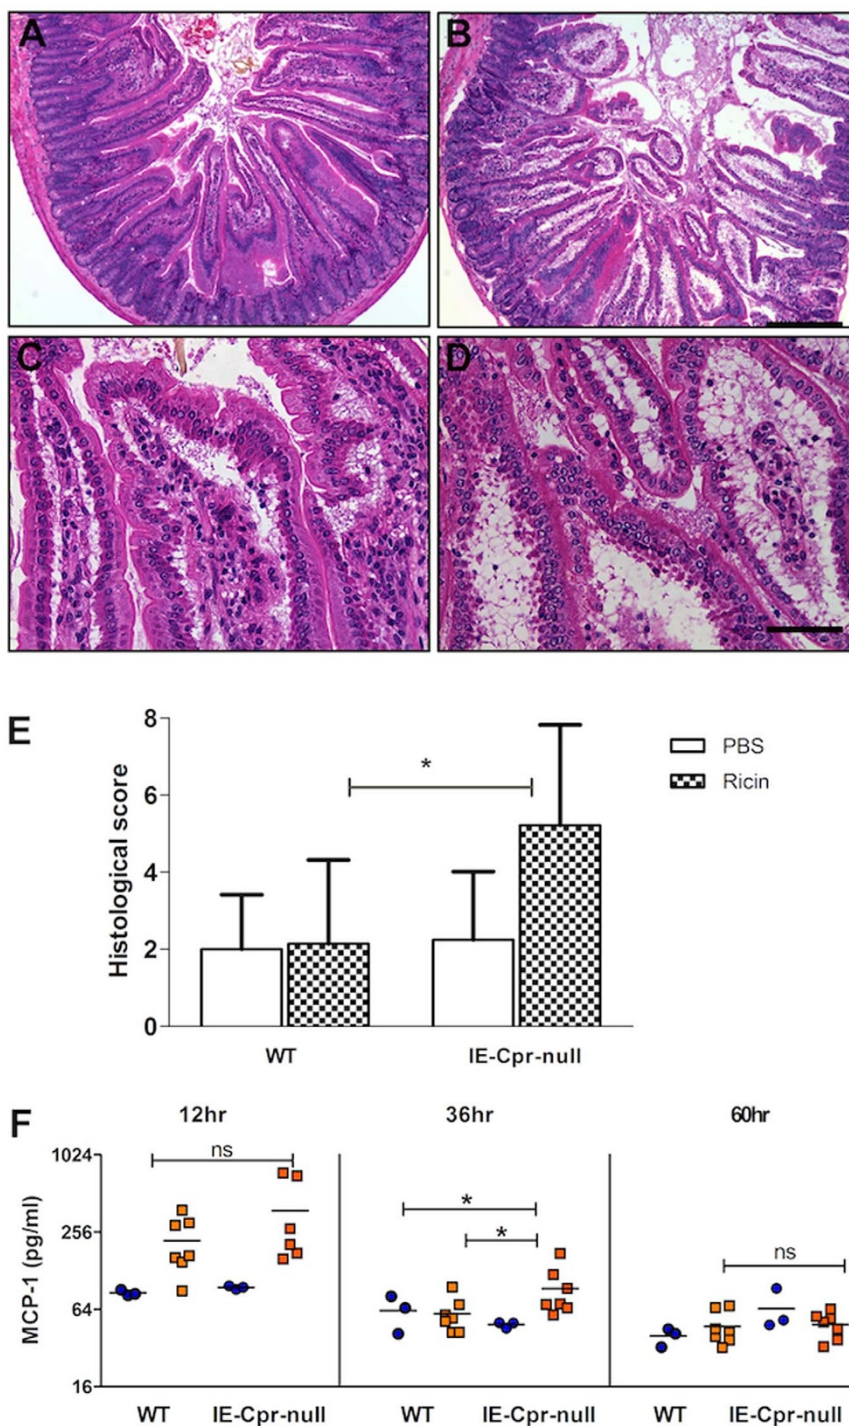 A
B
C
D
E
Histological score
8
6
4
2
0
*
PBS
Ricin
WT
IE-Cpr-null
F
12hr
36hr
60hr
MCP-1 (pg/ml)
1024
256
64
16
ns
*
*
ns
WT
IE-Cpr-null
WT
IE-Cpr-null
WT
IE-Cpr-null